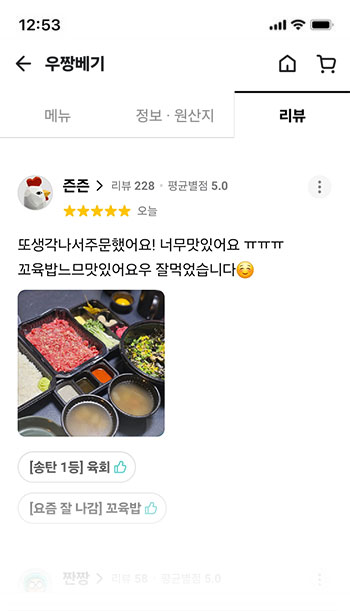 12:53
우짱베기
메뉴
정보 · 원산지
리뷰
즌즌 리뷰 228 · 평균별점 5.0
오늘
또생각나서주문했어요! 너무맛있어요 ㅠㅠㅠ
꼬육밥느므맛있어요우 잘먹었습니다☺️
[송탄 1등] 육회
[요즘 잘 나감] 꼬육밥
짠짱 리뷰 58 · 평균별점 5.0